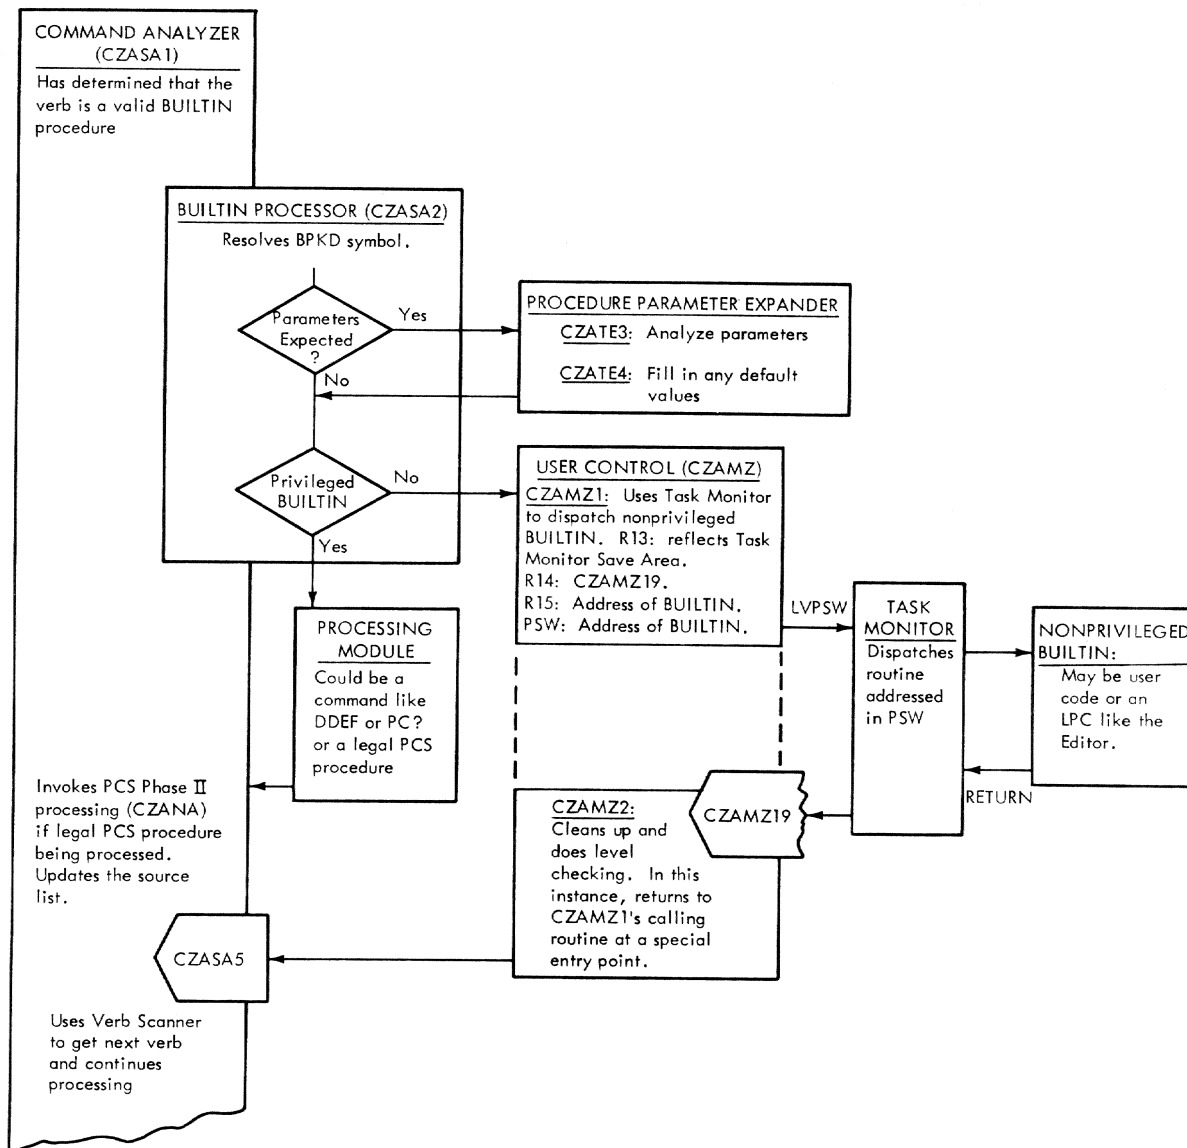 COMMAND ANALYZER
(CZASA1)
Has determined that the
verb is a valid BUILTIN
procedure
BUILTIN PROCESSOR (CZASA2)
Resolves BPKD symbol.
Parameters
Expected
?
Yes
No
PROCEDURE PARAMETER EXPANDER
CZATE3: Analyze parameters
CZATE4: Fill in any default
values
Privileged
BUILTIN
No
Yes
USER CONTROL (CZAMZ)
CZAMZ1: Uses Task Monitor
to dispatch nonprivileged
BUILTIN. R13: reflects Task
Monitor Save Area.
R14: CZAMZ19.
R15: Address of BUILTIN.
PSW: Address of BUILTIN.
LVPSW
TASK
MONITOR
Dispatches
routine
addressed
in PSW
NONPRIVILEGED
BUILTIN:
May be user
code or an
LPC like the
Editor.
RETURN
PROCESSING
MODULE
Could be a
command like
DDEF or PC?
or a legal PCS
procedure
Invokes PCS Phase II
processing (CZANA)
if legal PCS procedure
being processed.
Updates the source
list.
CZAMZ19
CZAMZ2:
Cleans up and
does level
checking. In this
instance, returns to
CZAMZ1's calling
routine at a special
entry point.
CZASA5
Uses Verb Scanner
to get next verb
and continues
processing